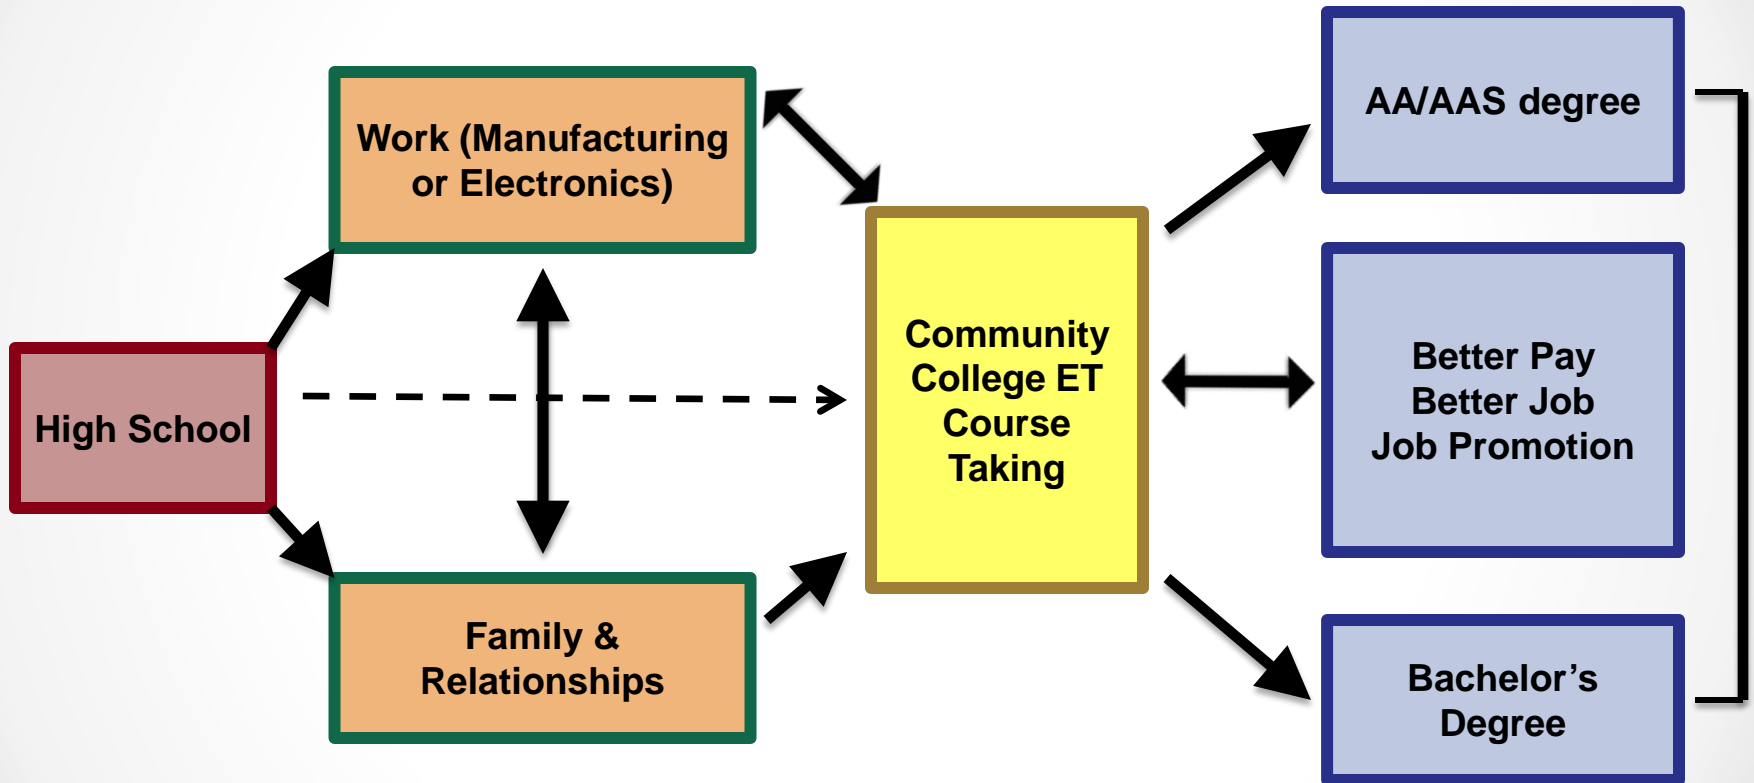 High School
Work (Manufacturing
or Electronics)
Family &
Relationships
Community
College ET
Course
Taking
AA/AAS degree
Better Pay
Better Job
Job Promotion
Bachelor’s
Degree